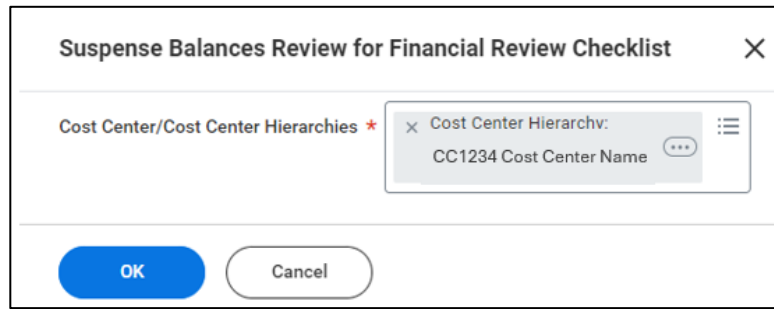 Suspense Balances Review for Financial Review Checklist
Cost Center/Cost Center Hierarchies *
× Cost Center Hierarchy:
CC1234 Cost Center Name
OK
Cancel